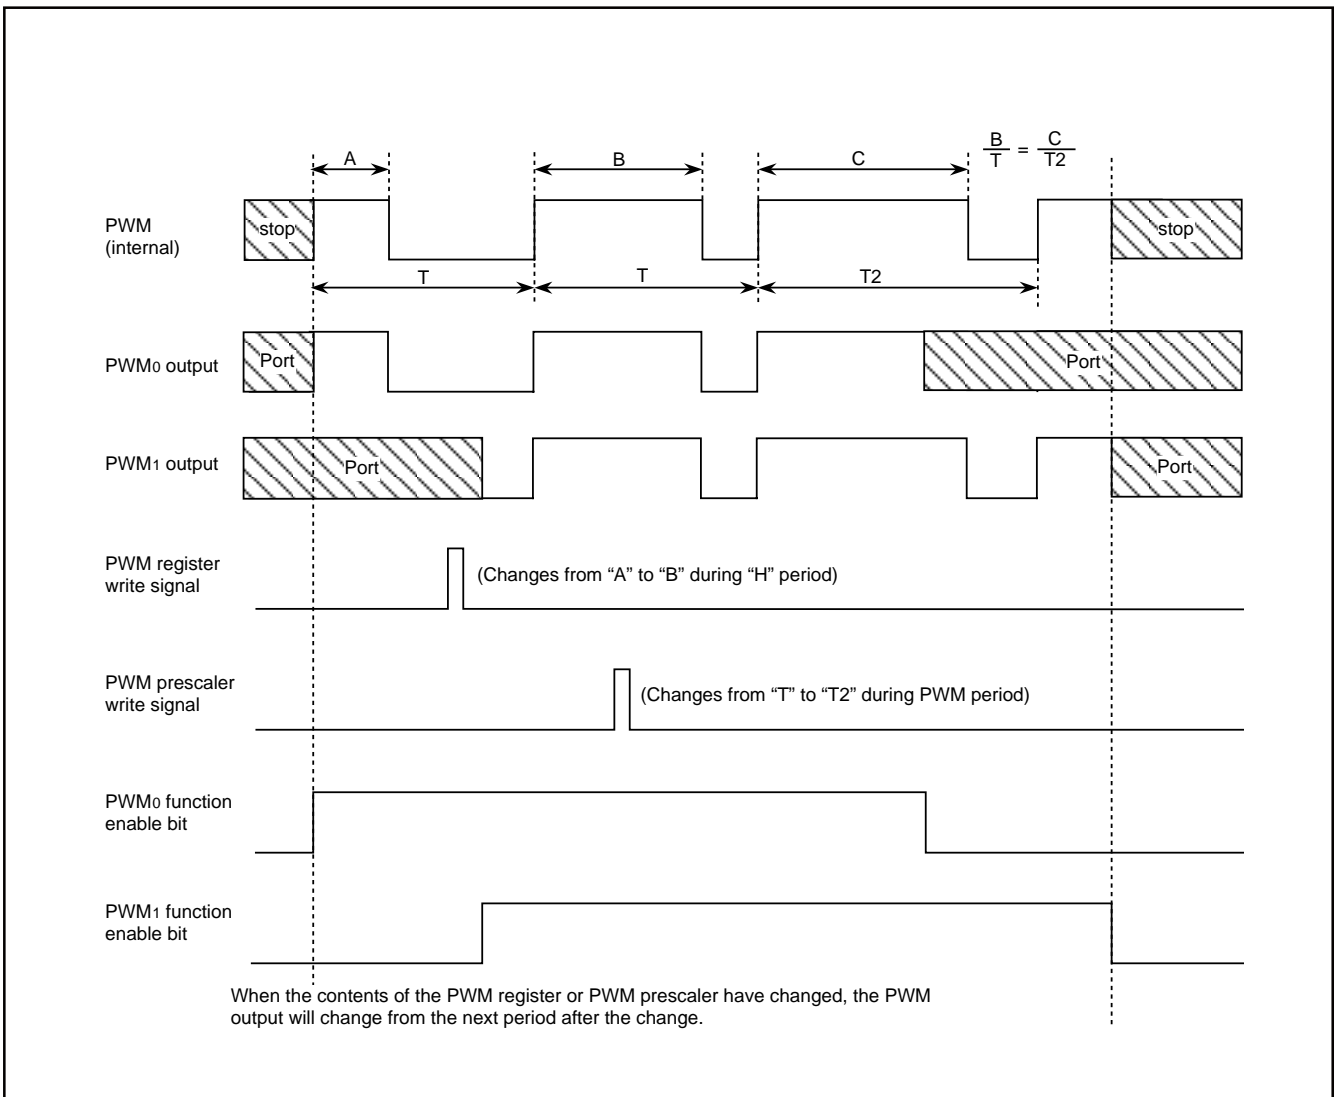 A
B
C
B/T = C/T2
PWM
(internal)
stop
stop
T
T
T2
PWM0 output
Port
Port
PWM1 output
Port
Port
PWM register
write signal
(Changes from “A” to “B” during “H” period)
PWM prescaler
write signal
(Changes from “T” to “T2” during PWM period)
PWM0 function
enable bit
PWM1 function
enable bit
When the contents of the PWM register or PWM prescaler have changed, the PWM
output will change from the next period after the change.